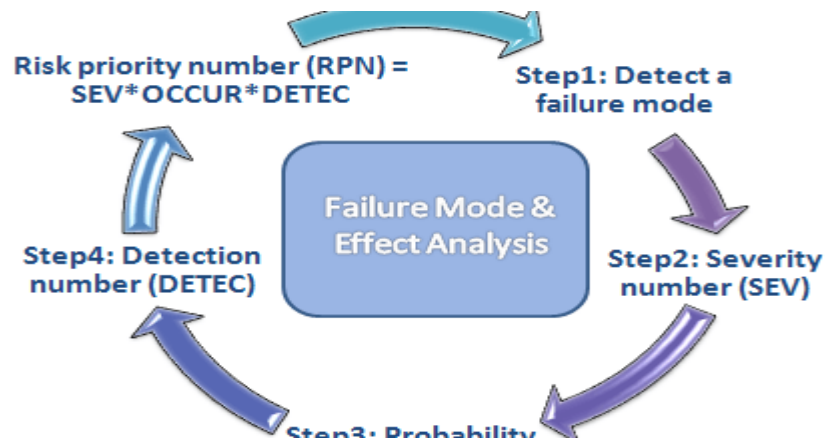 Risk priority number (RPN) =
SEV*OCCUR*DETEC
Step1: Detect a
failure mode
Failure Mode &
Effect Analysis
Step2: Severity
number (SEV)
Step3: Probability
Step4: Detection
number (DETEC)